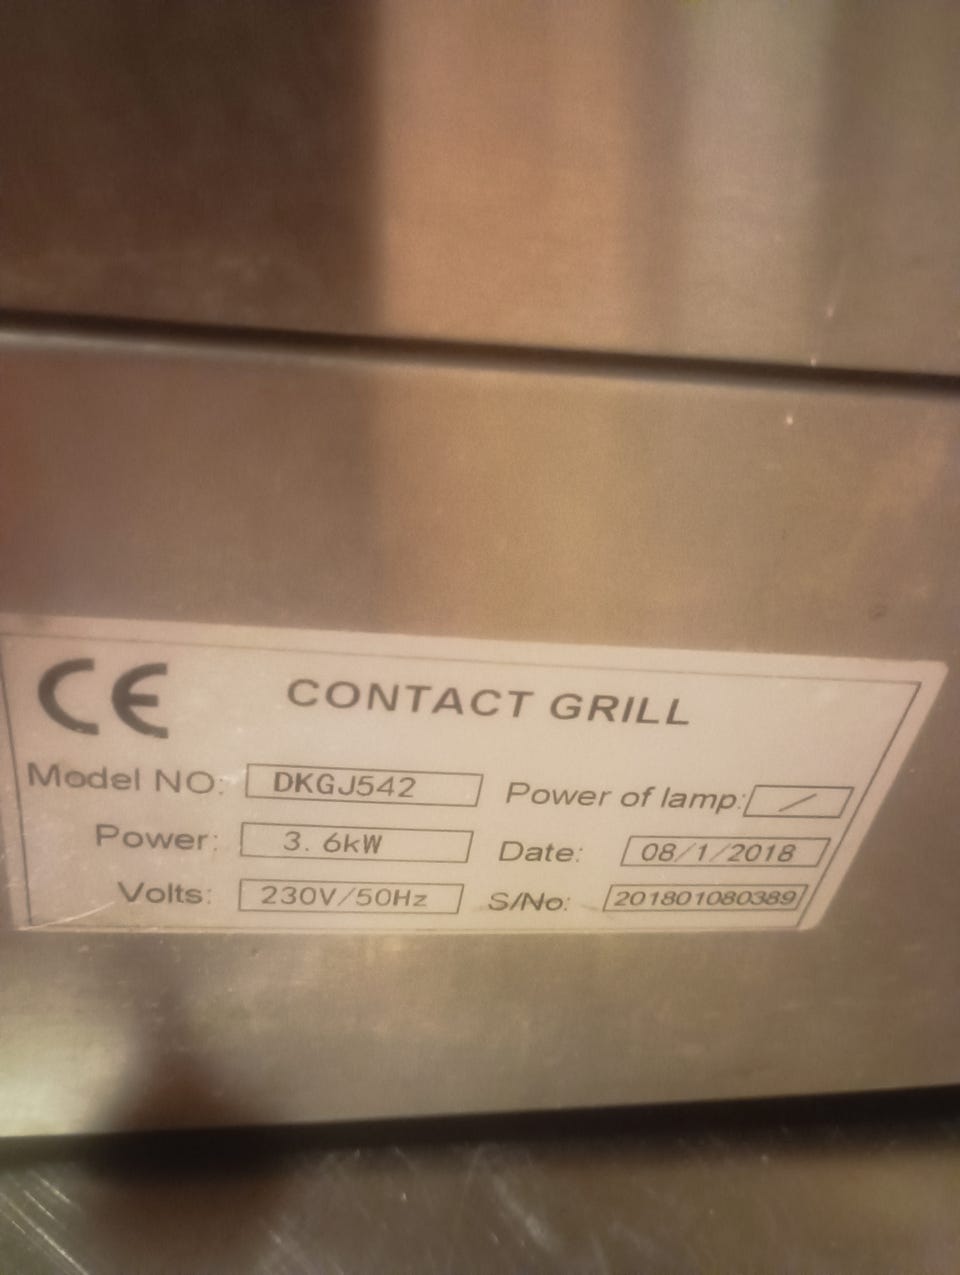 CE CONTACT GRILL
Model NO: DKGJ542 Power of lamp: /
Power: 3. 6kW Date: 08/1/2018
Volts: 230V/50Hz S/No: 201801080389